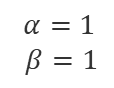 α = 1
β = 1